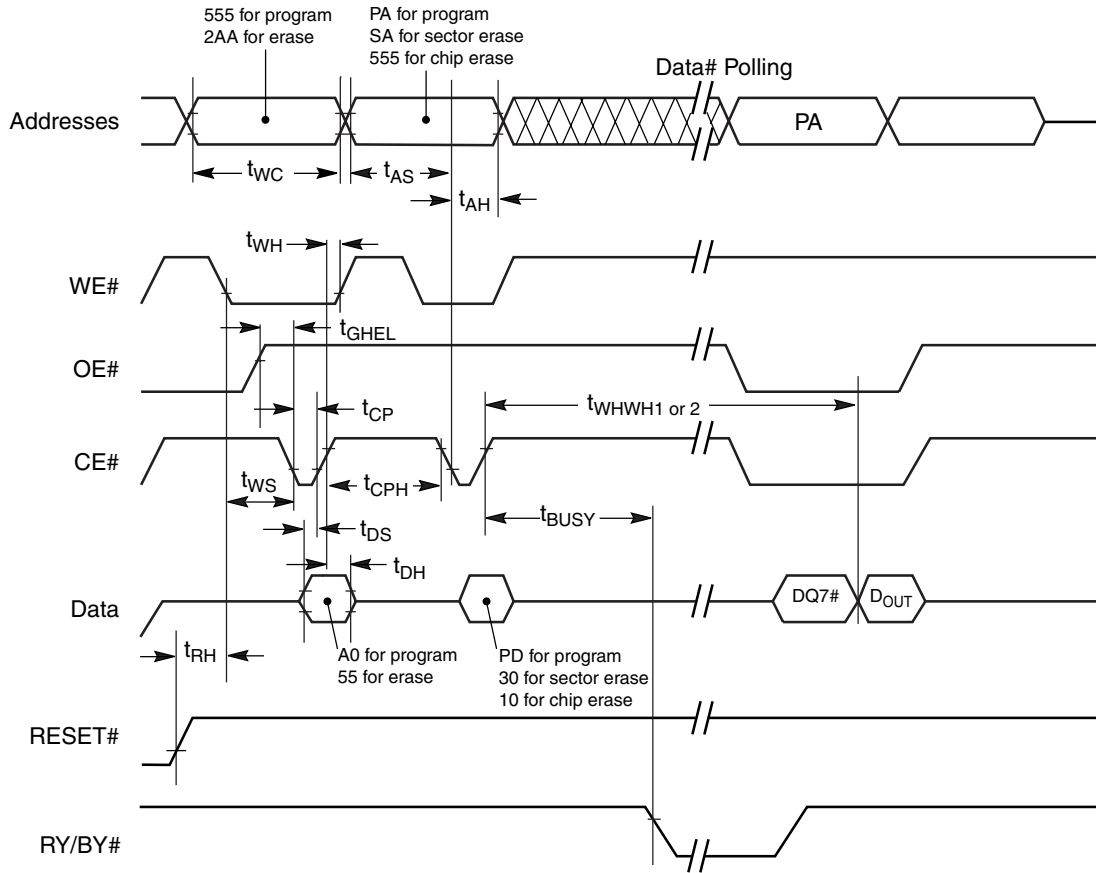 555 for program
2AA for erase
PA for program
SA for sector erase
555 for chip erase
Data# Polling
Addresses
PA
tWC
tAS
tAH
tWH
WE#
tGHEL
OE#
tWHWH1 or 2
tCP
CE#
tWS
tCPH
tBUSY
tDS
tDH
Data
DQ7#
DOUT
tRH
A0 for program
55 for erase
PD for program
30 for sector erase
10 for chip erase
RESET#
RY/BY#